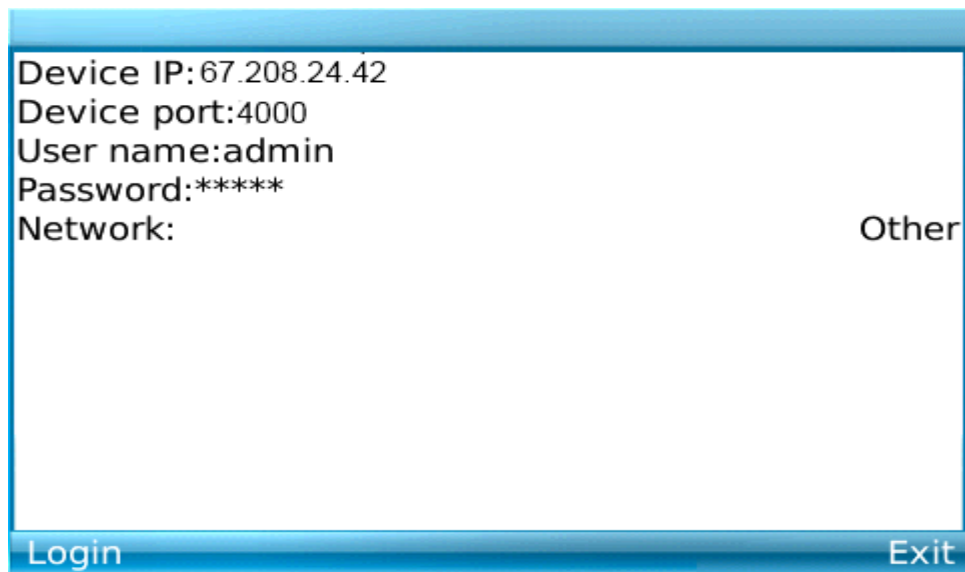 Device IP:67.208.24.42
Device port:4000
User name:admin
Password:*****
Network: Other
Login Exit